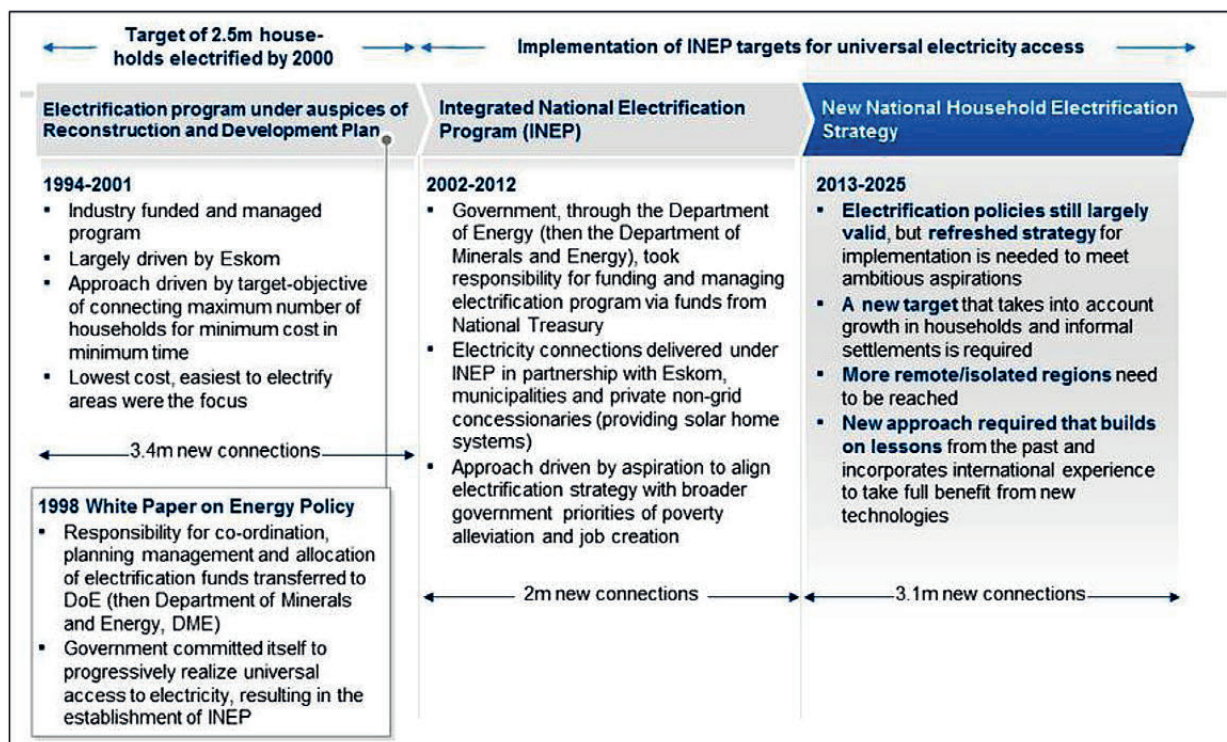 Target of 2.5m house-
holds electrified by 2000
Implementation of INEP targets for universal electricity access
Electrification program under auspices of
Reconstruction and Development Plan
Integrated National Electrification
Program (INEP)
New National Household Electrification
Strategy
1994-2001
▪ Industry funded and managed
program
▪ Largely driven by Eskom
▪ Approach driven by target-objective
of connecting maximum number of
households for minimum cost in
minimum time
▪ Lowest cost, easiest to electrify
areas were the focus
3.4m new connections
1998 White Paper on Energy Policy
▪ Responsibility for co-ordination,
planning management and allocation
of electrification funds transferred to
DoE (then Department of Minerals
and Energy, DME)
▪ Government committed itself to
progressively realize universal
access to electricity, resulting in the
establishment of INEP
2002-2012
▪ Government, through the Department
of Energy (then the Department of
Minerals and Energy), took
responsibility for funding and managing
electrification program via funds from
National Treasury
▪ Electricity connections delivered under
INEP in partnership with Eskom,
municipalities and private non-grid
concessionaries (providing solar home
systems)
▪ Approach driven by aspiration to align
electrification strategy with broader
government priorities of poverty
alleviation and job creation
2m new connections
2013-2025
▪ Electrification policies still largely
valid, but refreshed strategy for
implementation is needed to meet
ambitious aspirations
▪ A new target that takes into account
growth in households and informal
settlements is required
▪ More remote/isolated regions need
to be reached
▪ New approach required that builds
on lessons from the past and
incorporates international experience
to take full benefit from new
technologies
3.1m new connections